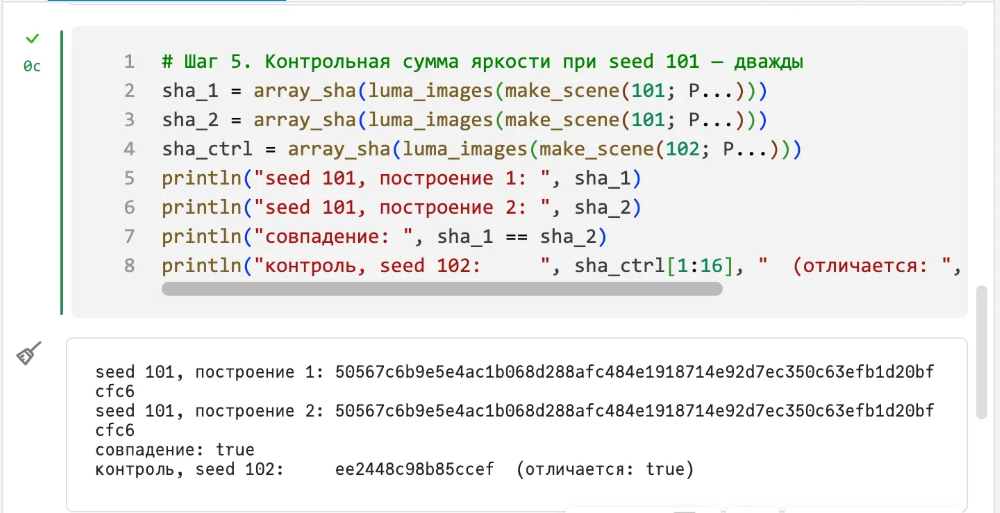 0с
1 # Шаг 5. Контрольная сумма яркости при seed 101 — дважды
2 sha_1 = array_sha(luma_images(make_scene(101; P...)))
3 sha_2 = array_sha(luma_images(make_scene(101; P...)))
4 sha_ctrl = array_sha(luma_images(make_scene(102; P...)))
5 println("seed 101, построение 1: ", sha_1)
6 println("seed 101, построение 2: ", sha_2)
7 println("совпадение: ", sha_1 == sha_2)
8 println("контроль, seed 102:     ", sha_ctrl[1:16], "  (отличается: ",
seed 101, построение 1: 50567c6b9e5e4ac1b068d288afc484e1918714e92d7ec350c63efb1d20bf
cfc6
seed 101, построение 2: 50567c6b9e5e4ac1b068d288afc484e1918714e92d7ec350c63efb1d20bf
cfc6
совпадение: true
контроль, seed 102:     ee2448c98b85ccef  (отличается: true)